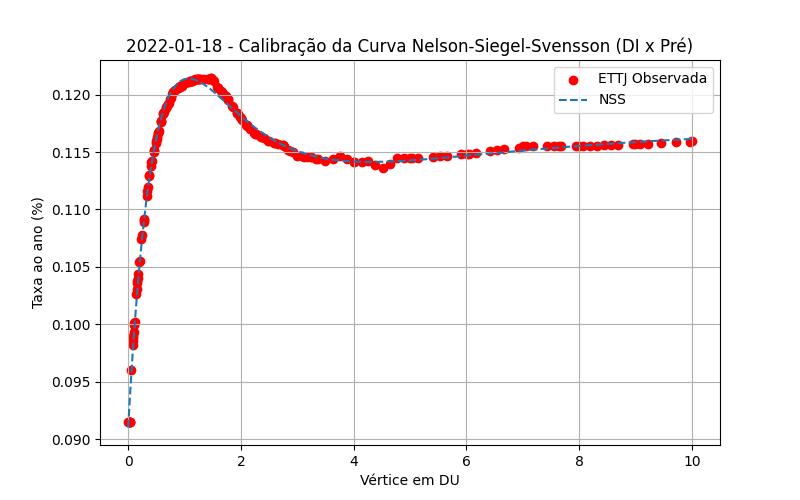 2022-01-18 - Calibração da Curva Nelson-Siegel-Svensson (DI x Pré)
ETTJ Observada
NSS
Taxa ao ano (%)
0.120
0.115
0.110
0.105
0.100
0.095
0.090
0 2 4 6 8 10
Vértice em DU